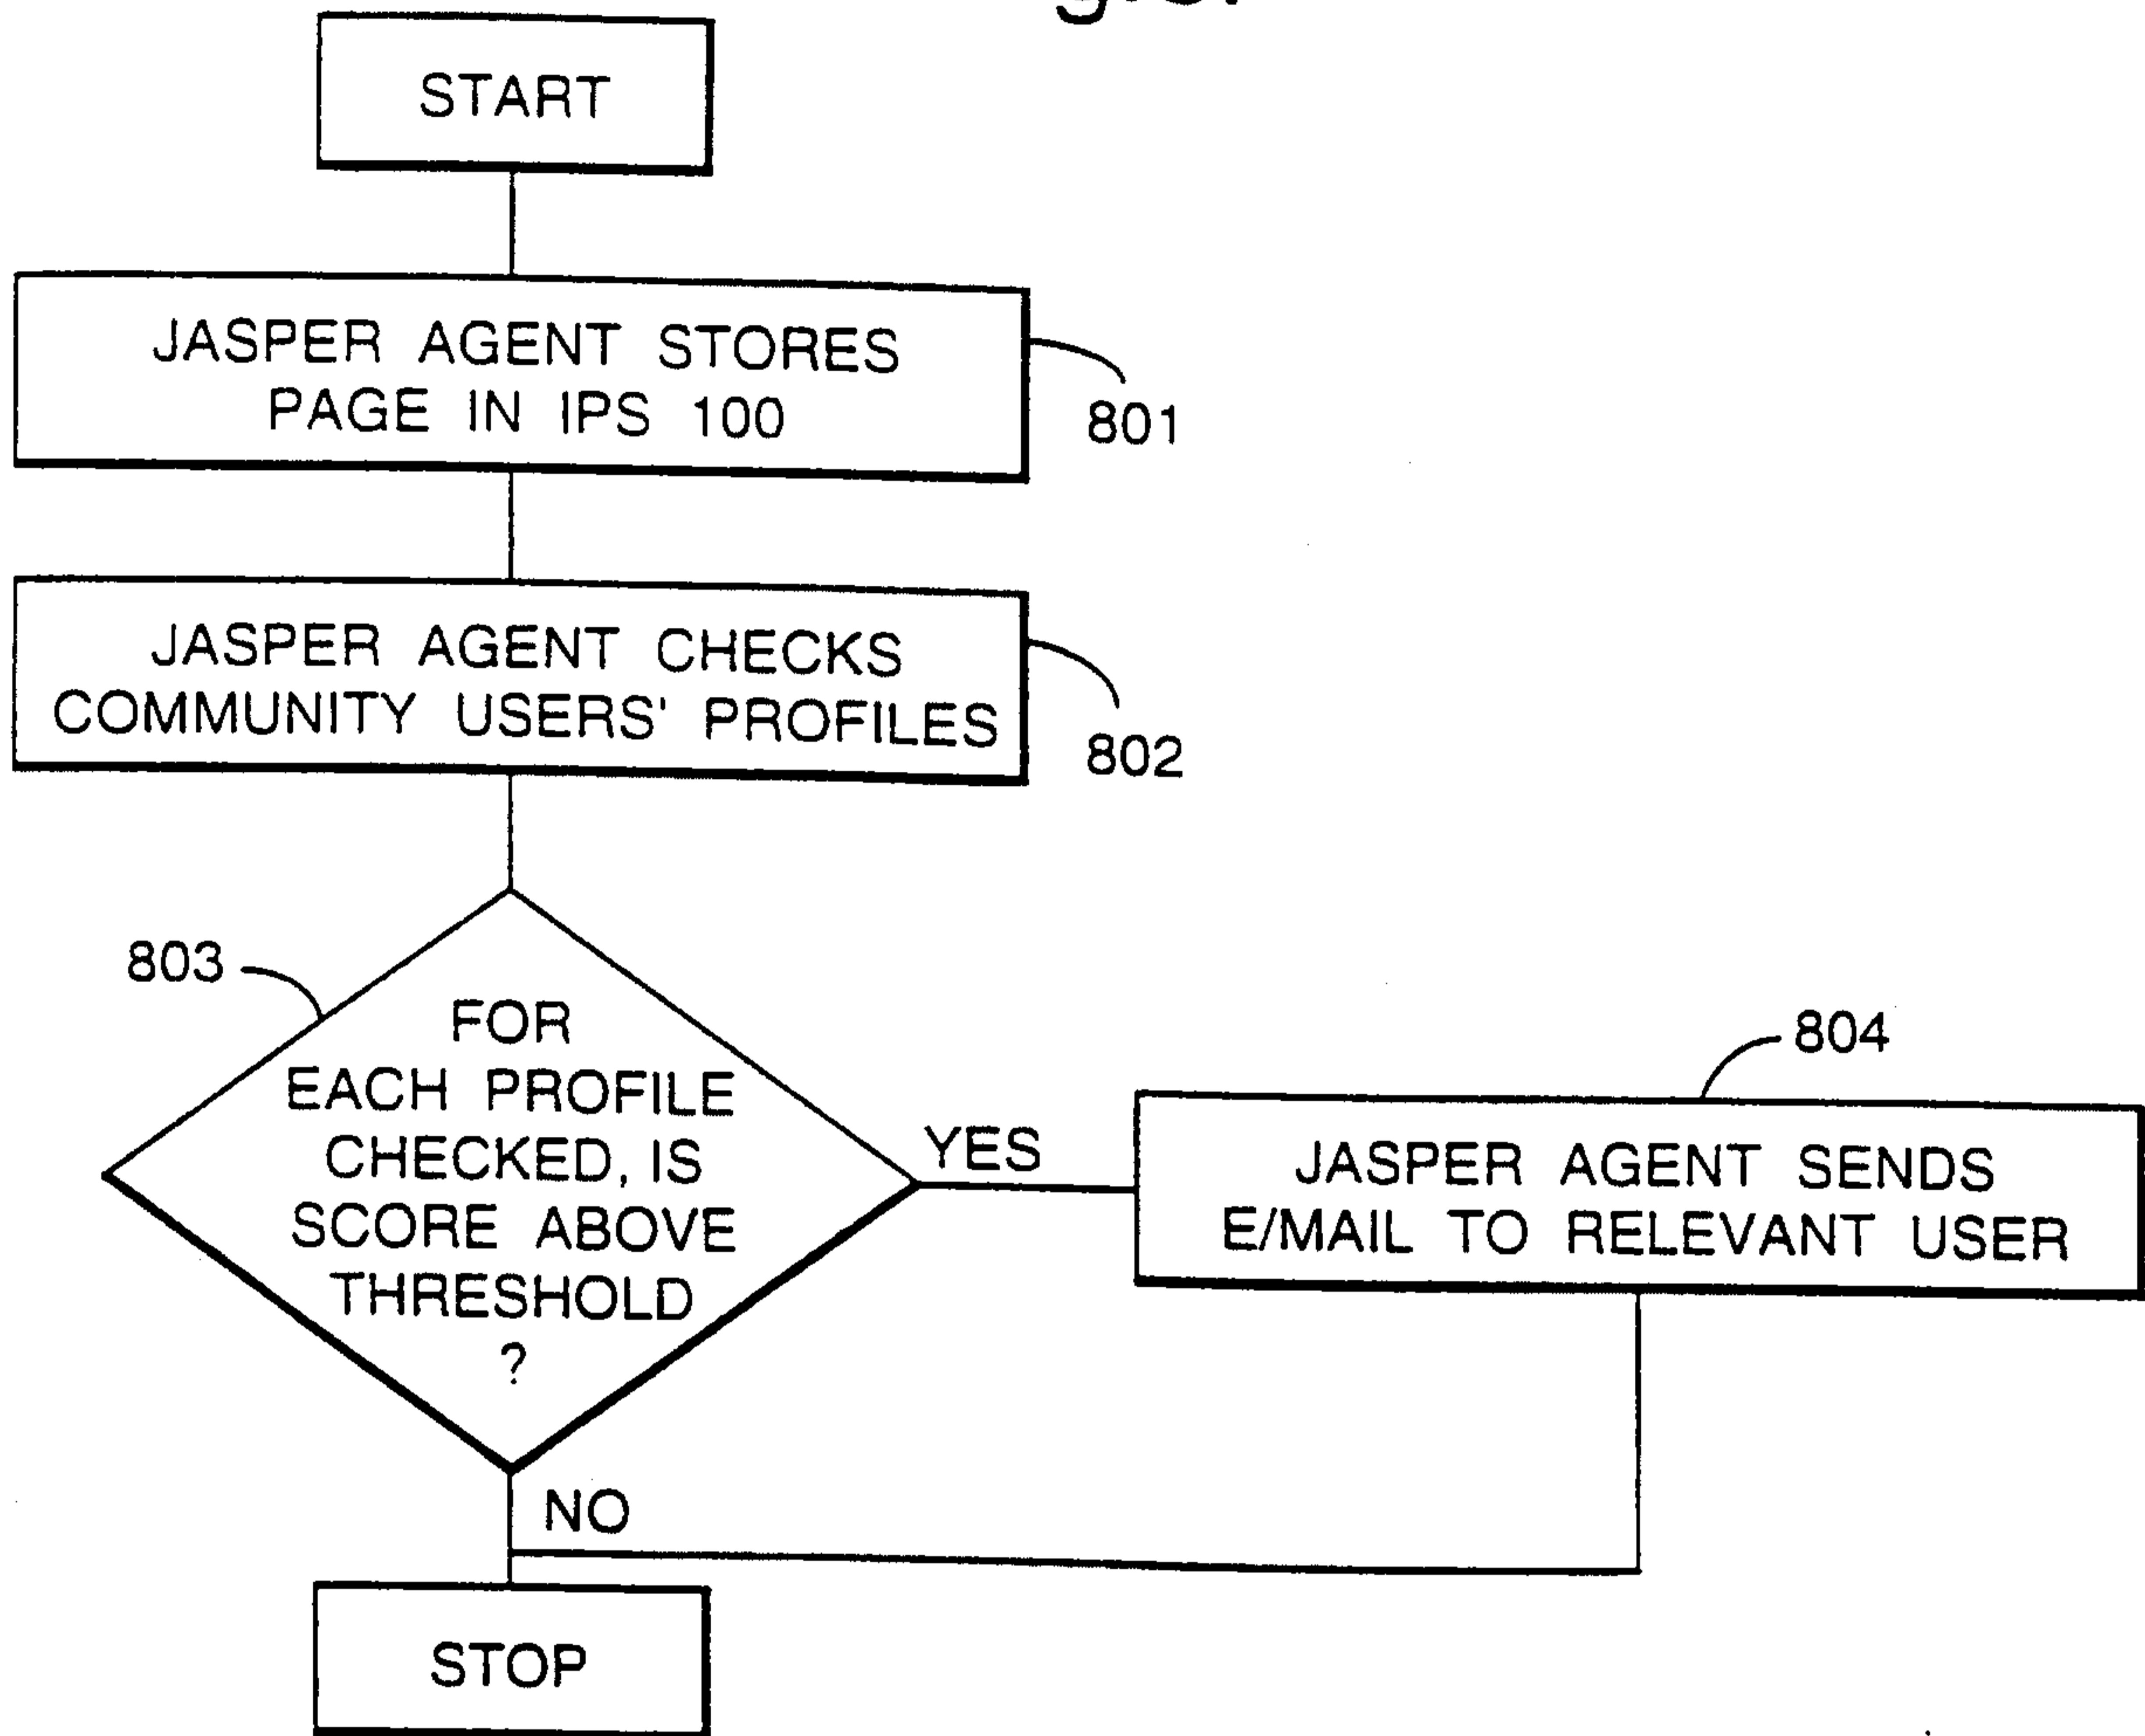 START
JASPER AGENT STORES
PAGE IN IPS 100
801
JASPER AGENT CHECKS
COMMUNITY USERS' PROFILES
802
803
FOR
EACH PROFILE
CHECKED, IS
SCORE ABOVE
THRESHOLD
?
YES
804
JASPER AGENT SENDS
E/MAIL TO RELEVANT USER
NO
STOP